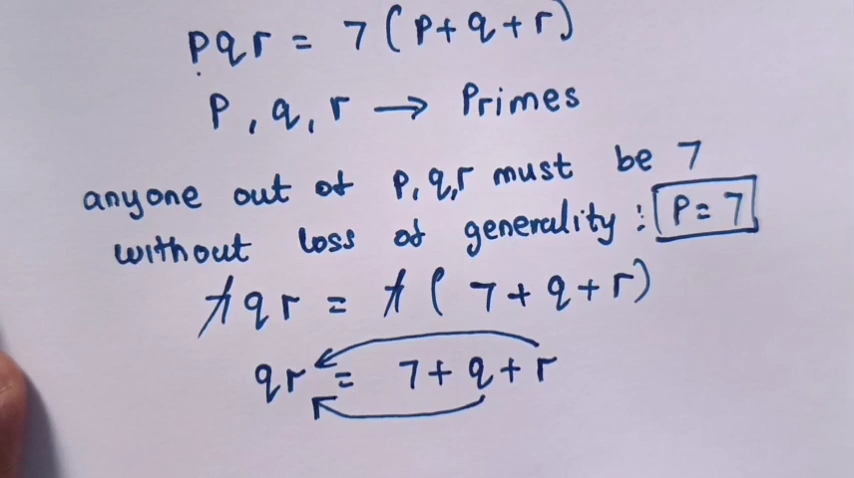 pqr = 7(p+q+r)
P, q, r → Primes
anyone out of p,q,r must be 7
without loss of generality : P = 7
7qr = 7(7+q+r)
qr = 7+q+r